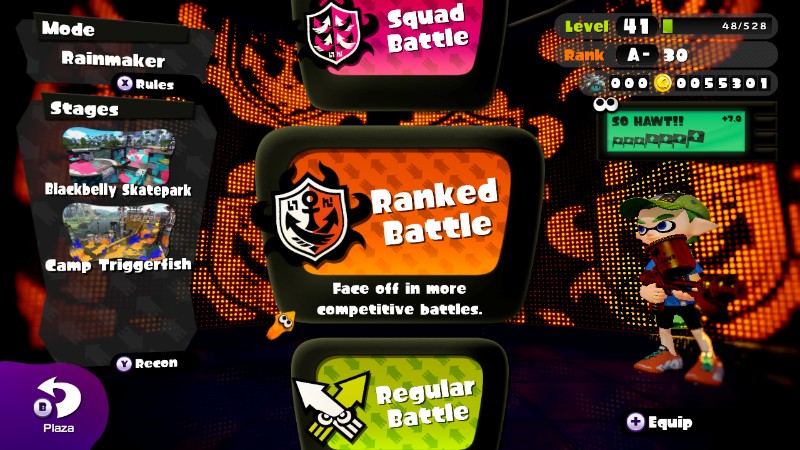 Mode
Rainmaker
X Rules
Stages
Blackbelly Skatepark
Camp Triggerfish
Y Recon
B
Plaza
Squad
Battle
Ranked
Battle
Face off in more
competitive battles.
Regular
Battle
Level 41 48/528
Rank A- 30
000 0055301
SO HAWT!! +7.0
Equip